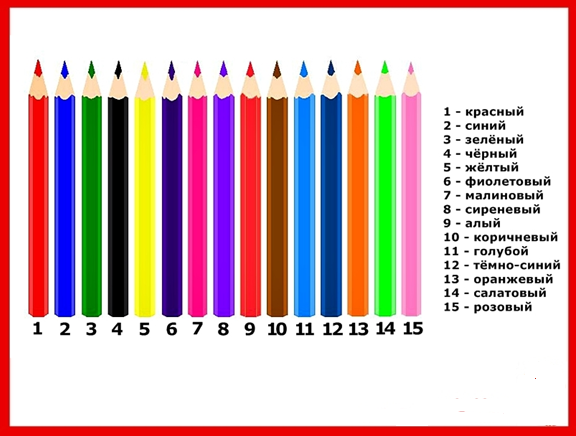 1 - красный
2 - синий
3 - зелёный
4 - чёрный
5 - жёлтый
6 - фиолетовый
7 - малиновый
8 - сиреневый
9 - алый
10 - коричневый
11 - голубой
12 - тёмно-синий
13 - оранжевый
14 - салатовый
15 - розовый
1 2 3 4 5 6 7 8 9 10 11 12 13 14 15